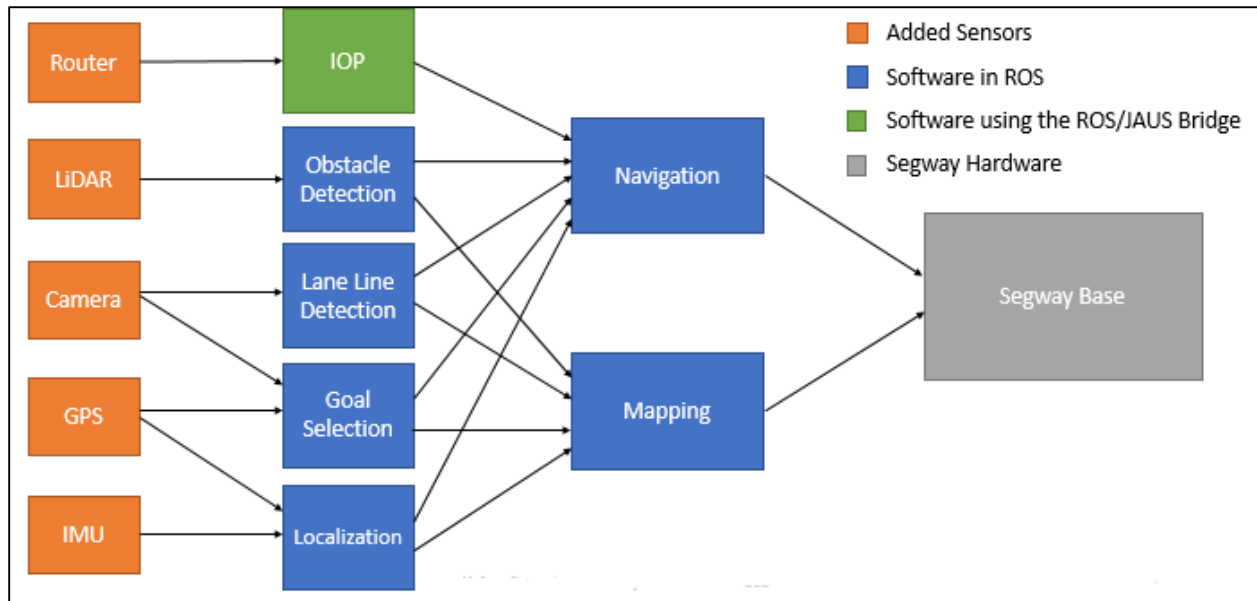 Router
IOP
Added Sensors
Software in ROS
Software using the ROS/JAUS Bridge
Segway Hardware
LiDAR
Obstacle
Detection
Navigation
Camera
Lane Line
Detection
Segway Base
GPS
Goal
Selection
Mapping
IMU
Localization